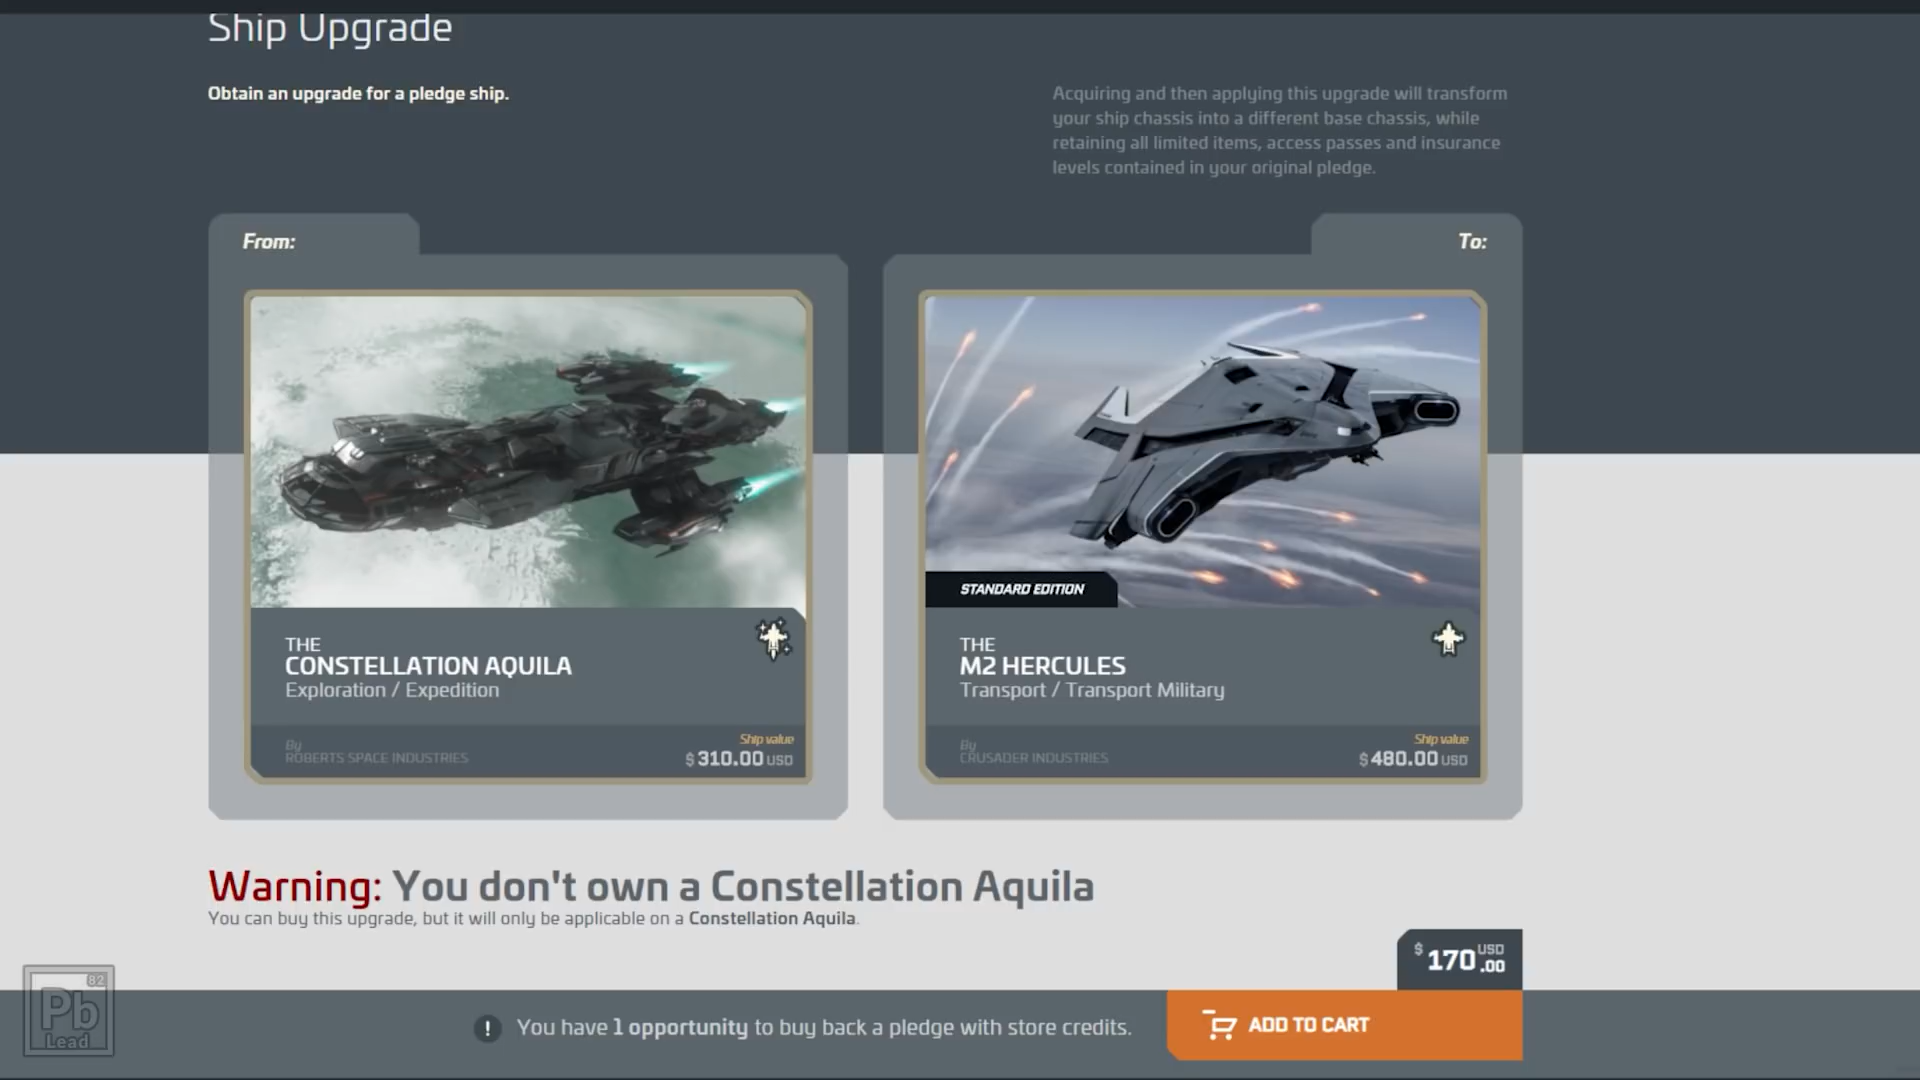 Ship Upgrade
Obtain an upgrade for a pledge ship.
Acquiring and then applying this upgrade will transform
your ship chassis into a different base chassis, while
retaining all limited items, access passes and insurance
levels contained in your original pledge.
From:
To:
THE
CONSTELLATION AQUILA
Exploration / Expedition
By
ROBERTS SPACE INDUSTRIES
Ship value
$310.00 USD
STANDARD EDITION
THE
M2 HERCULES
Transport / Transport Military
By
CRUSADER INDUSTRIES
Ship value
$480.00 USD
Warning: You don't own a Constellation Aquila
You can buy this upgrade, but it will only be applicable on a Constellation Aquila.
$170.00 USD
! You have 1 opportunity to buy back a pledge with store credits.
ADD TO CART
82
Pb
Lead